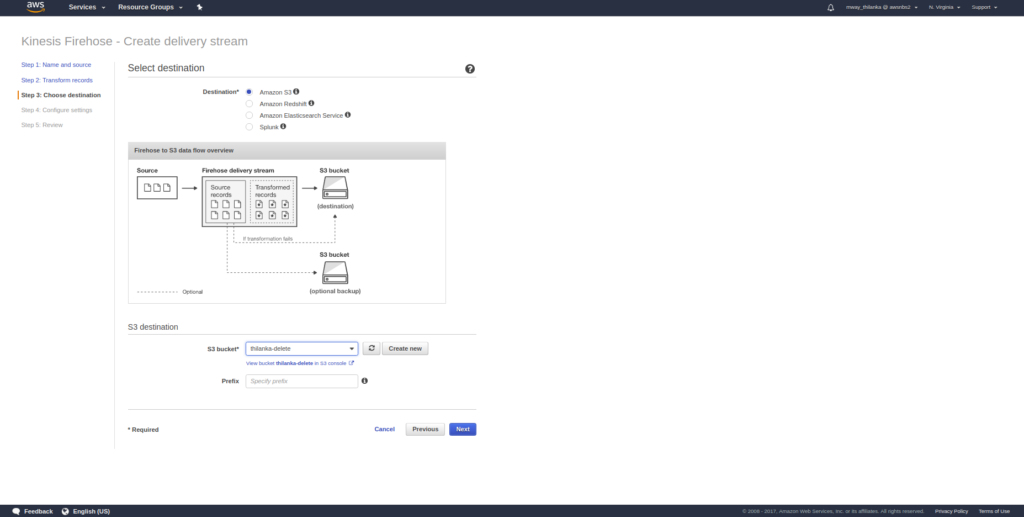 aws
Services
Resource Groups
mway_thilanka @ awsnbs2
N. Virginia
Support
Kinesis Firehose - Create delivery stream
Step 1: Name and source
Step 2: Transform records
Step 3: Choose destination
Step 4: Configure settings
Step 5: Review
Select destination
Destination*
Amazon S3
Amazon Redshift
Amazon Elasticsearch Service
Splunk
Firehose to S3 data flow overview
Source
Firehose delivery stream
S3 bucket
Source
records
Transformed
records
(destination)
If transformation fails
S3 bucket
(optional backup)
Optional
S3 destination
S3 bucket*
thilanka-delete
Create new
View bucket thilanka-delete in S3 console
Prefix
Specify prefix
* Required
Cancel
Previous
Next
Feedback
English (US)
© 2006 - 2017, Amazon Web Services, Inc. or its affiliates. All rights reserved.
Privacy Policy
Terms of Use